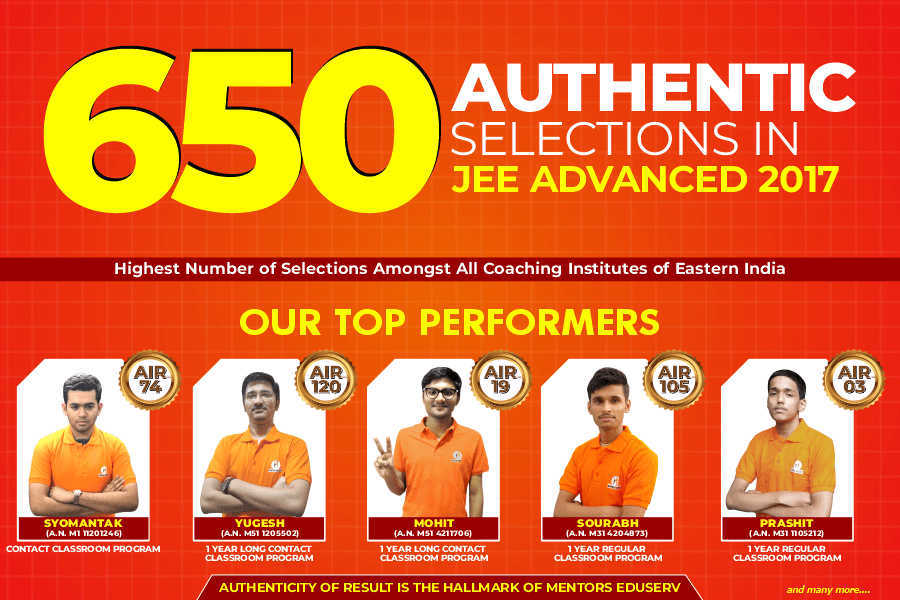 650
AUTHENTIC
SELECTIONS IN
JEE ADVANCED 2017
Highest Number of Selections Amongst All Coaching Institutes of Eastern India
OUR TOP PERFORMERS
AIR
74
SYOMANTAK
(A.N. M1 11201246)
CONTACT CLASSROOM PROGRAM
AIR
120
YUGESH
(A.N. M51 1205502)
1 YEAR LONG CONTACT
CLASSROOM PROGRAM
AIR
19
MOHIT
(A.N. M51 4211706)
1 YEAR LONG CONTACT
CLASSROOM PROGRAM
AIR
105
SOURABH
(A.N. M31 4204873)
1 YEAR REGULAR
CLASSROOM PROGRAM
AIR
03
PRASHIT
(A.N. M31 1105212)
1 YEAR REGULAR
CLASSROOM PROGRAM
AUTHENTICITY OF RESULT IS THE HALLMARK OF MENTORS EDUSERV
and many more....